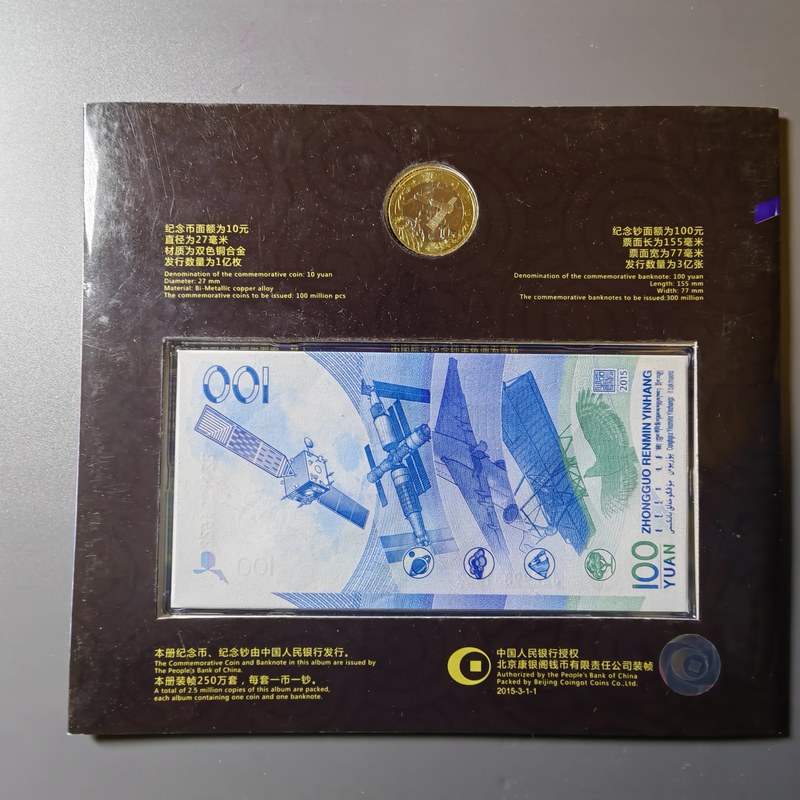 纪念币面额为10元
直径为27毫米
材质为双色铜合金
发行数量为1亿枚
Denomination of the commemorative coin: 10 yuan
Diameter: 27 mm
Material: Bi-Metallic copper alloy
The commemorative coins to be issued: 100 million pcs
纪念钞面额为100元
票面长为155毫米
票面宽为77毫米
发行数量为3亿张
Denomination of the commemorative banknote: 100 yuan
Length: 155 mm
Width: 77 mm
The commemorative banknotes to be issued:300 million
100
2015
ZHONGGUO RENMIN YINHANG
100
YUAN
本册纪念币、纪念钞由中国人民银行发行。
The Commemorative Coin and Banknote in this album are issued by
The People's Bank of China.
本册装帧250万套，每套一币一钞。
A total of 2.5 million copies of this album are packed,
each album containing one coin and one banknote.
中国人民银行授权
北京康银阁钱币有限责任公司装帧
Authorized by the People's Bank of China
Packed by Beijing Coingot Coins Co.,Ltd.
2015-3-1-1